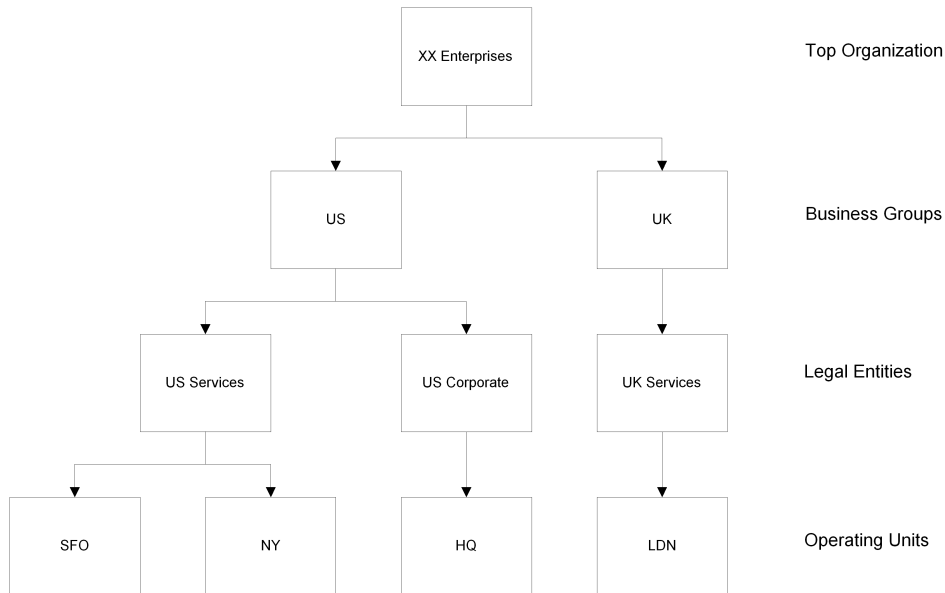 XX Enterprises
Top Organization
US
UK
Business Groups
US Services
US Corporate
UK Services
Legal Entities
SFO
NY
HQ
LDN
Operating Units